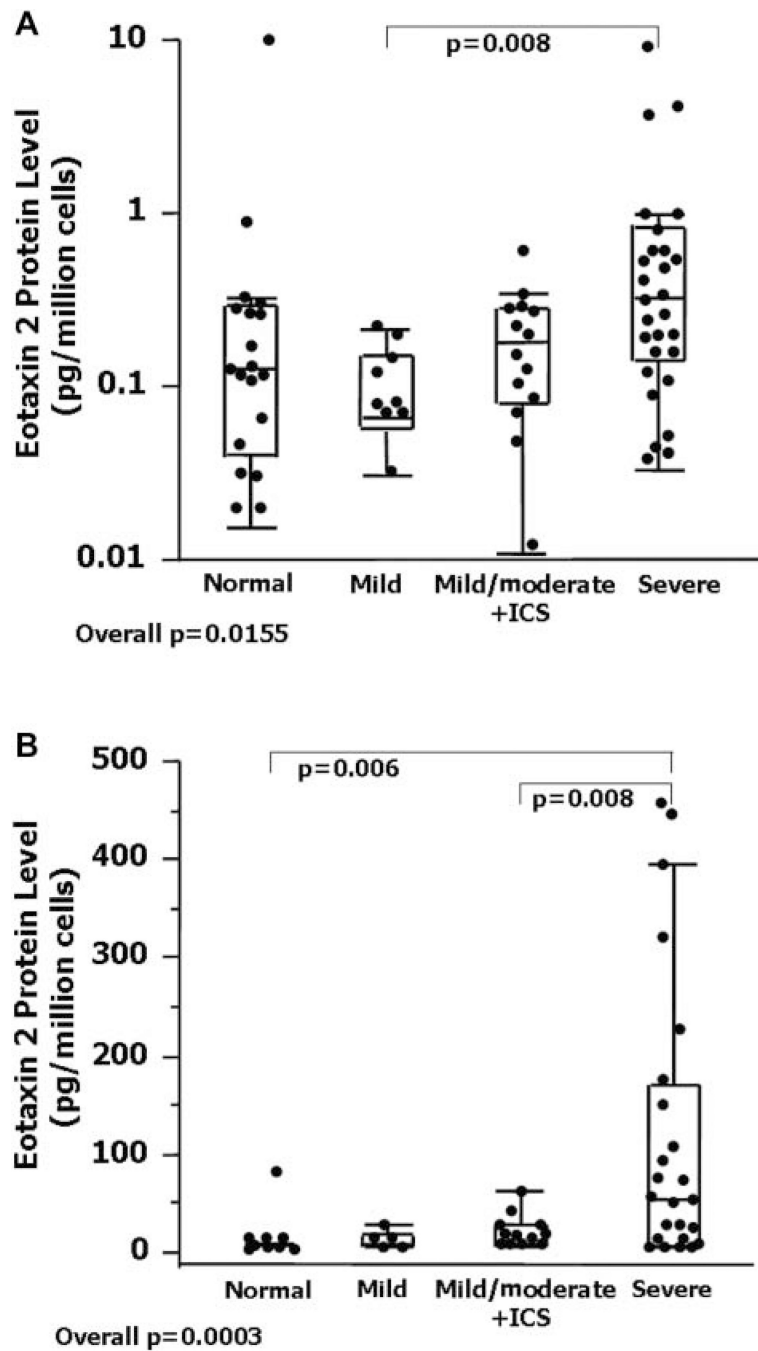 A
Eotaxin 2 Protein Level
(pg/million cells)
10
1
0.1
0.01
p=0.008
Normal
Mild
Mild/moderate
+ICS
Severe
Overall p=0.0155
B
Eotaxin 2 Protein Level
(pg/million cells)
500
400
300
200
100
0
p=0.006
p=0.008
Normal
Mild
Mild/moderate
+ICS
Severe
Overall p=0.0003